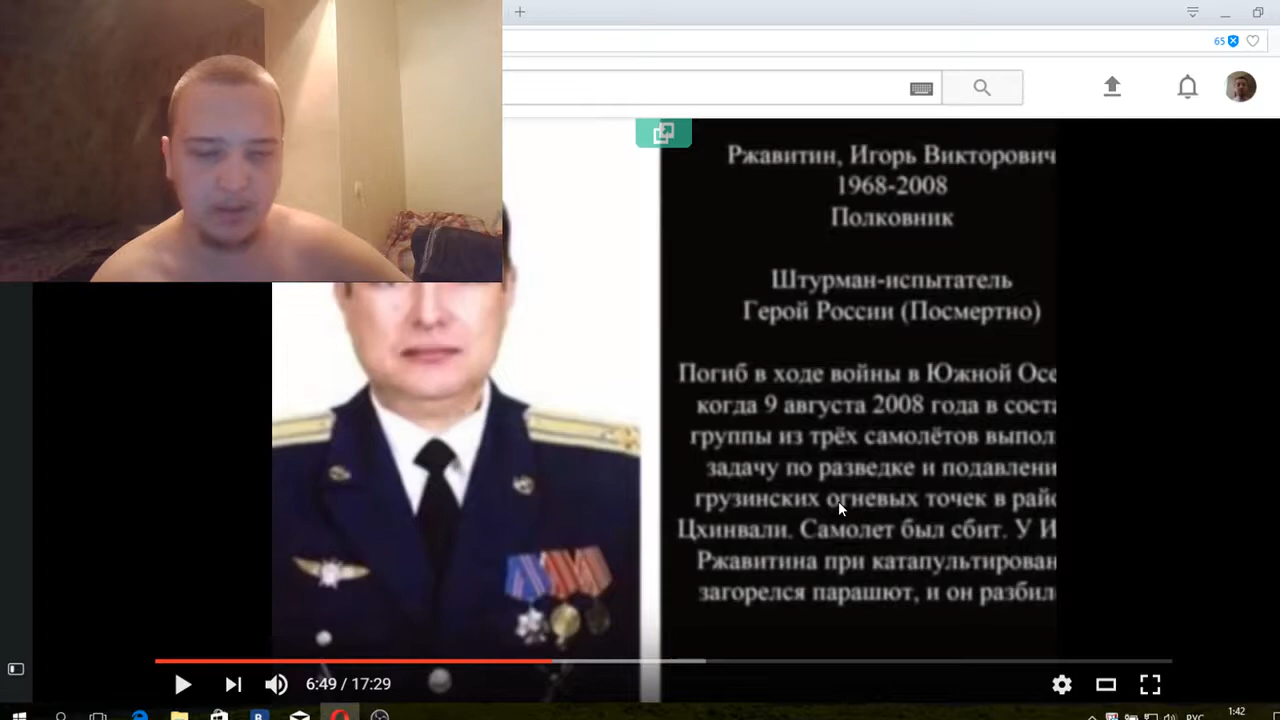 65
Ржавитин, Игорь Викторович
1968-2008
Полковник
Штурман-испытатель
Герой России (Посмертно)
Погиб в ходе войны в Южной Осе
когда 9 августа 2008 года в соста
группы из трёх самолётов выпол
задачу по разведке и подавлени
грузинских огневых точек в райо
Цхинвали. Самолет был сбит. У И
Ржавитина при катапультирован
загорелся парашют, и он разбил
6:49 / 17:29
РУС
1:42